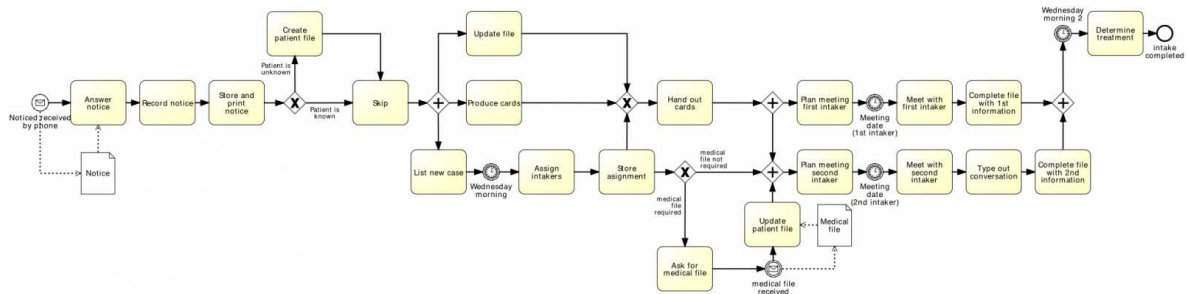 Wednesday
morning 2
Create
patient file
Update file
Determine
treatment
intake
completed
Patient is
unknown
Answer
notice
Record notice
Store and
print
notice
Skip
Produce cards
Hand out
cards
Plan meeting
first intaker
Meet with
first intaker
Complete file
with 1st
information
Noticed received
by phone
Patient is
known
Meeting
date
(1st intaker)
Notice
List new case
Wednesday
morning
Assign
intakers
Store
asignment
medical
file not
required
Plan meeting
second
intaker
Meet with
second
intaker
Type out
conversation
Complete file
with 2nd
information
Meeting
date
(2nd intaker)
medical
file
required
Update
patient file
Medical
file
Ask for
medical file
medical file
received